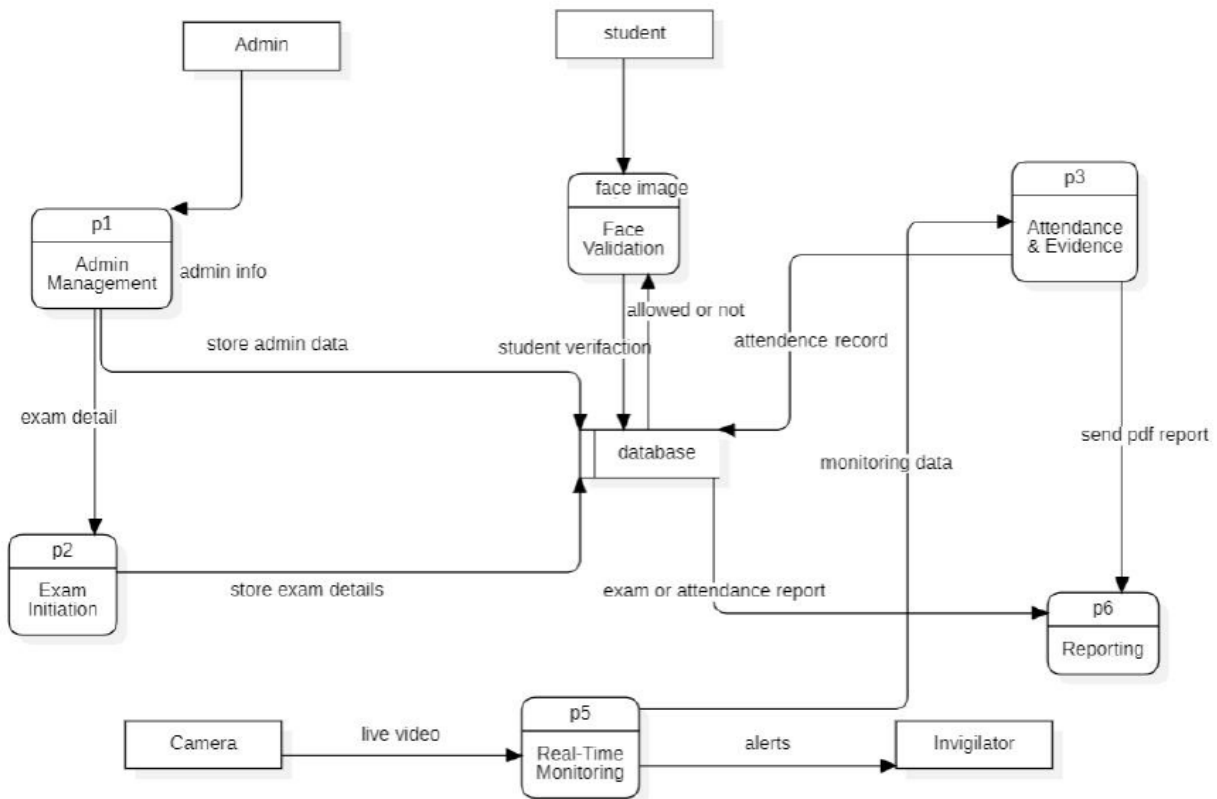 Admin
student
face image
Face
Validation
p3
Attendance
& Evidence
p1
Admin
Management
admin info
allowed or not
store admin data
student verifaction
attendence record
exam detail
database
send pdf report
monitoring data
p2
Exam
Initiation
store exam details
exam or attendance report
p6
Reporting
Camera
live video
p5
Real-Time
Monitoring
alerts
Invigilator